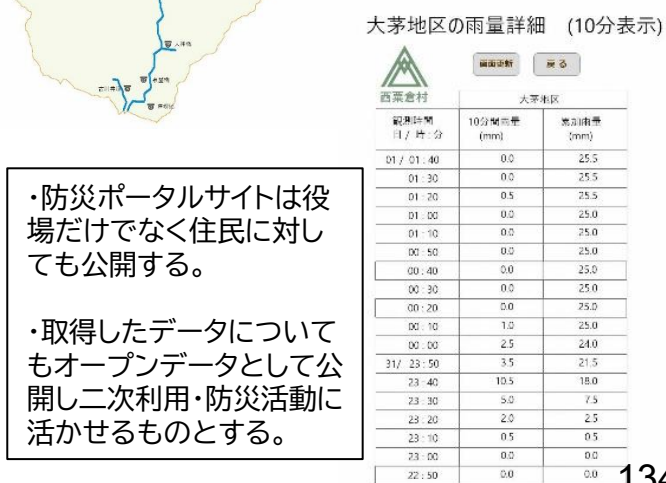 大茅地区の雨量詳細 (10分表示)
画面更新 戻る
西粟倉村
大茅地区
観測時間
日 / 時:分
10分間雨量
(mm)
累加雨量
(mm)
01 / 01:40 0.0 25.5
01:30 0.0 25.5
01:20 0.5 25.5
01:00 0.0 25.0
01:10 0.0 25.0
00:50 0.0 25.0
00:40 0.0 25.0
00:30 0.0 25.0
00:20 0.0 25.0
00:10 1.0 25.0
00:00 2.5 24.0
31/ 23:50 3.5 21.5
23:40 10.5 18.0
23:30 5.0 7.5
23:20 2.0 2.5
23:10 0.5 0.5
23:00 0.0 0.0
22:50 0.0 0.0
・防災ポータルサイトは役
場だけでなく住民に対し
ても公開する。
・取得したデータについて
もオープンデータとして公
開し二次利用・防災活動に
活かせるものとする。
134